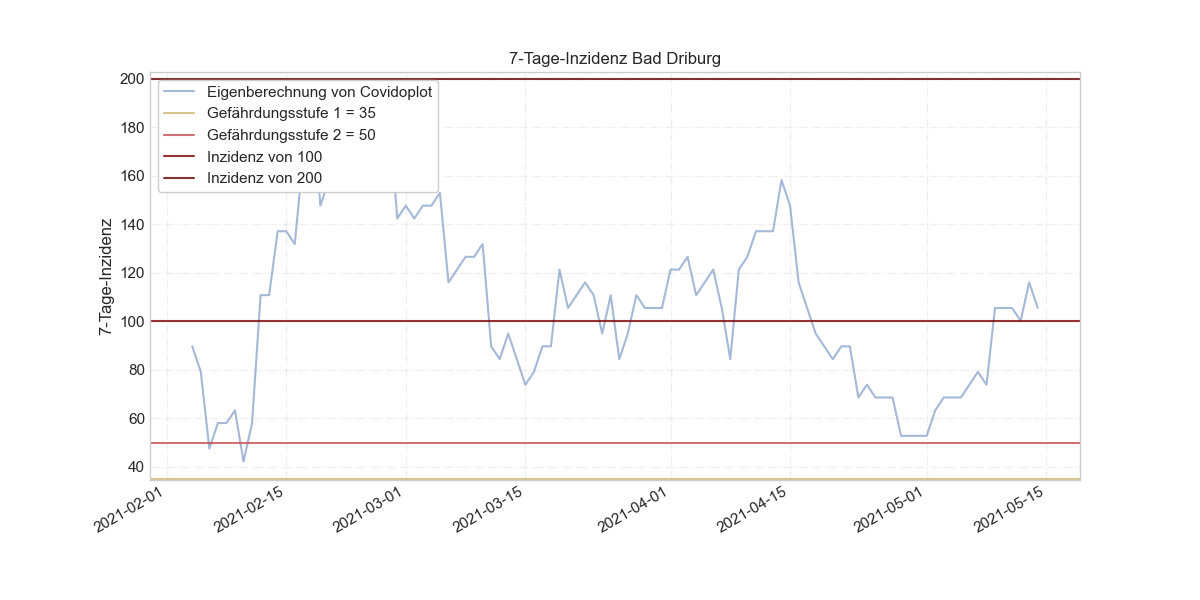 7-Tage-Inzidenz Bad Driburg
200
180
160
140
120
100
80
60
40
7-Tage-Inzidenz
Eigenberechnung von Covidoplot
Gefährdungsstufe 1 = 35
Gefährdungsstufe 2 = 50
Inzidenz von 100
Inzidenz von 200
2021-02-01
2021-02-15
2021-03-01
2021-03-15
2021-04-01
2021-04-15
2021-05-01
2021-05-15